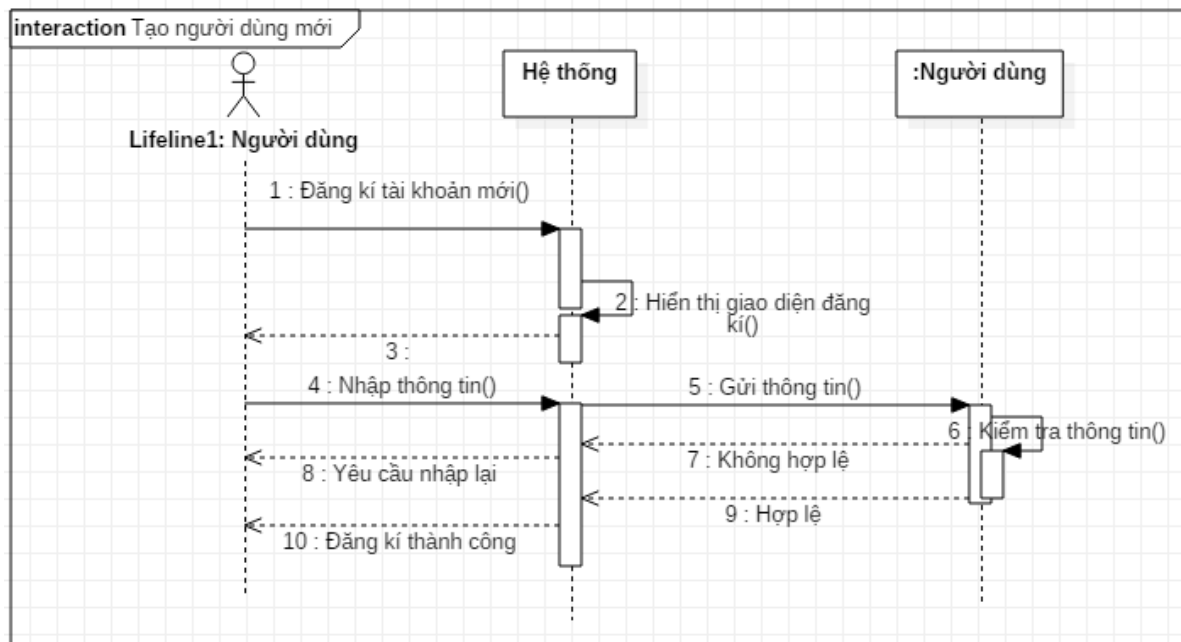 interaction Tạo người dùng mới
Hệ thống
:Người dùng
Lifeline1: Người dùng
1 : Đăng kí tài khoản mới()
2 : Hiển thị giao diện đăng
kí()
3 :
4 : Nhập thông tin()
5 : Gửi thông tin()
6 : Kiểm tra thông tin()
7 : Không hợp lệ
8 : Yêu cầu nhập lại
9 : Hợp lệ
10 : Đăng kí thành công